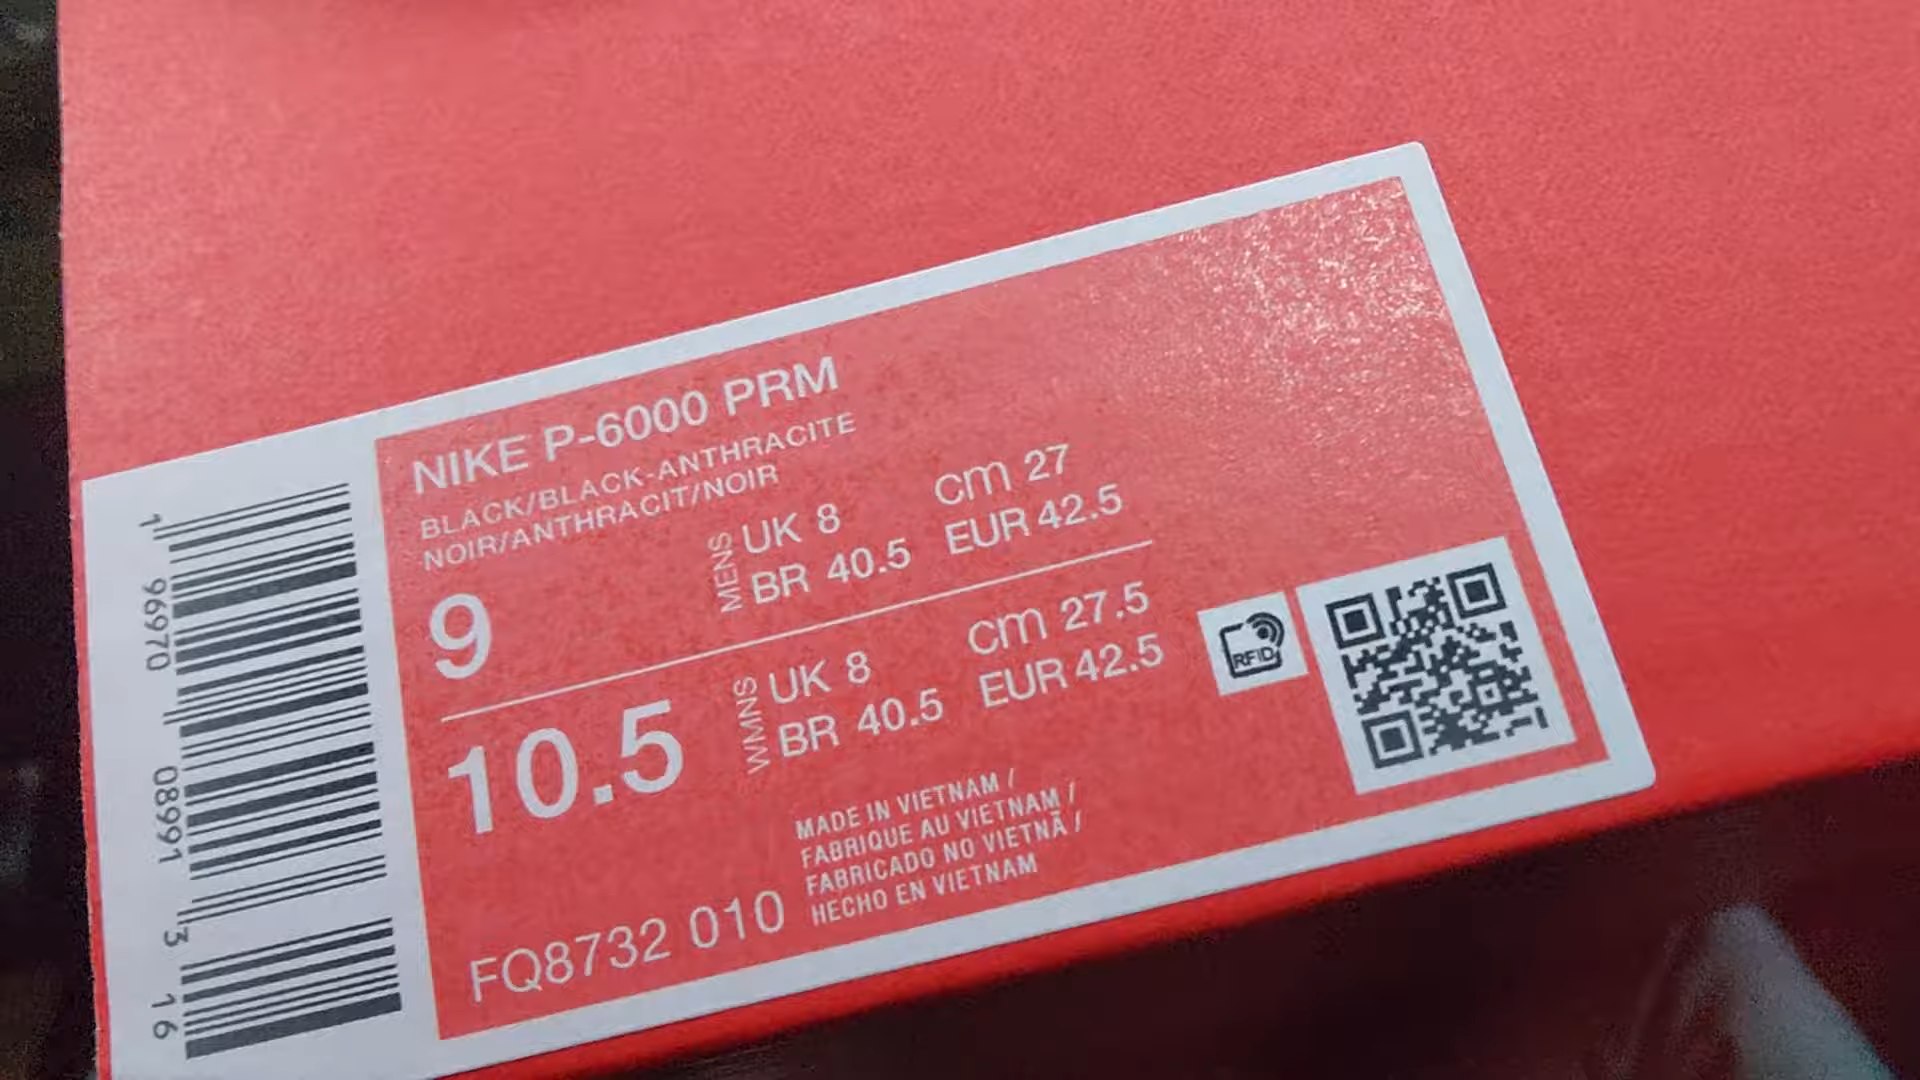 NIKE P-6000 PRM
BLACK/BLACK-ANTHRACITE
NOIR/ANTHRACIT/NOIR
9
MENS
UK 8 cm 27
BR 40.5 EUR 42.5
10.5
WMNS
UK 8 cm 27.5
BR 40.5 EUR 42.5
MADE IN VIETNAM /
FABRIQUE AU VIETNAM /
FABRICADO NO VIETNÃ /
HECHO EN VIETNAM
FQ8732 010
RFID
1 96970 08991 3 16